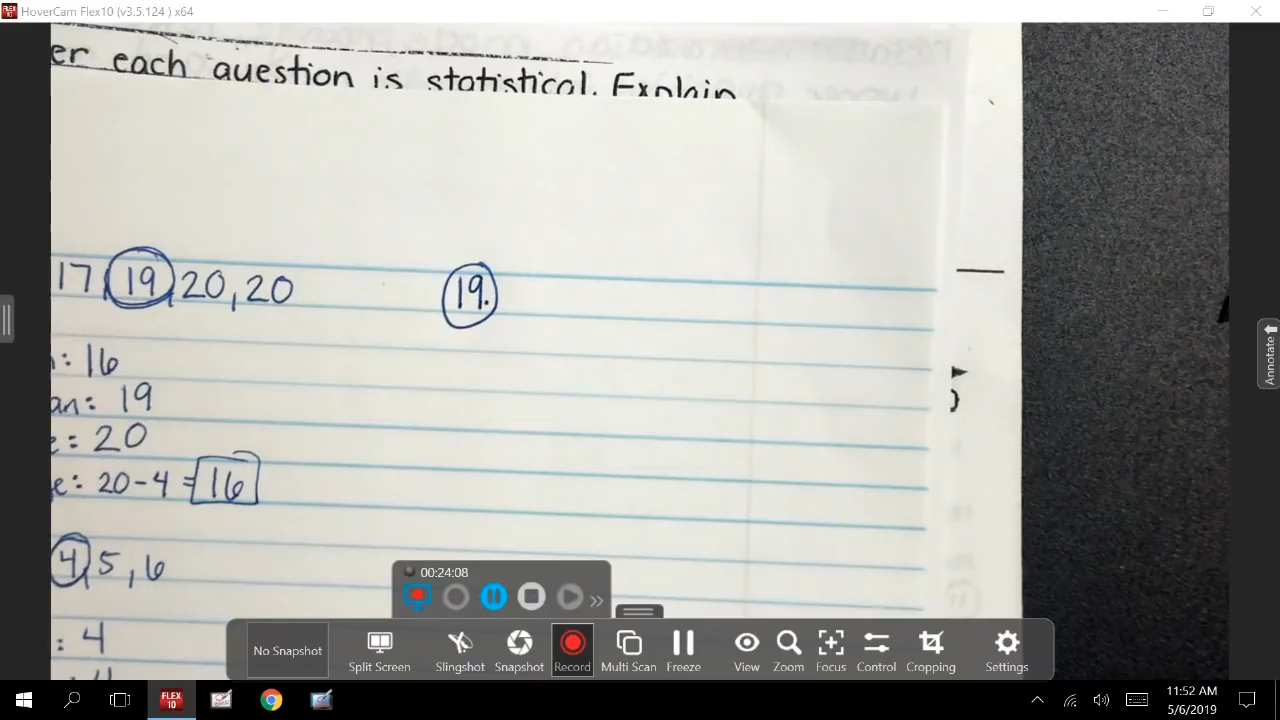 HoverCam Flex10 (v3.5.124 ) x64
er each question is statistical. Explain
17, 19, 20, 20
19.
n: 16
an: 19
e: 20
e: 20-4 = 16
4, 5, 6
: 4
Annotate
00:24:08
No Snapshot
Split Screen
Slingshot
Snapshot
Record
Multi Scan
Freeze
View
Zoom
Focus
Control
Cropping
Settings
FLEX
10
11:52 AM
5/6/2019